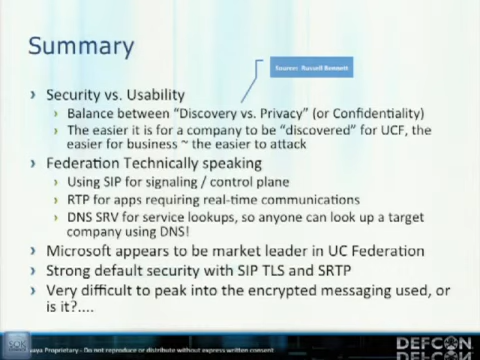 Summary
Source: Russell Bennett
Security vs. Usability
Balance between "Discovery vs. Privacy" (or Confidentiality)
The easier it is for a company to be "discovered" for UCF, the
easier for business ~ the easier to attack
Federation Technically speaking
Using SIP for signaling / control plane
RTP for apps requiring real-time communications
DNS SRV for service lookups, so anyone can look up a target
company using DNS!
Microsoft appears to be market leader in UC Federation
Strong default security with SIP TLS and SRTP
Very difficult to peak into the encrypted messaging used, or
is it?....
Proprietary - Do not reproduce or distribute without express written consent
DEFCON